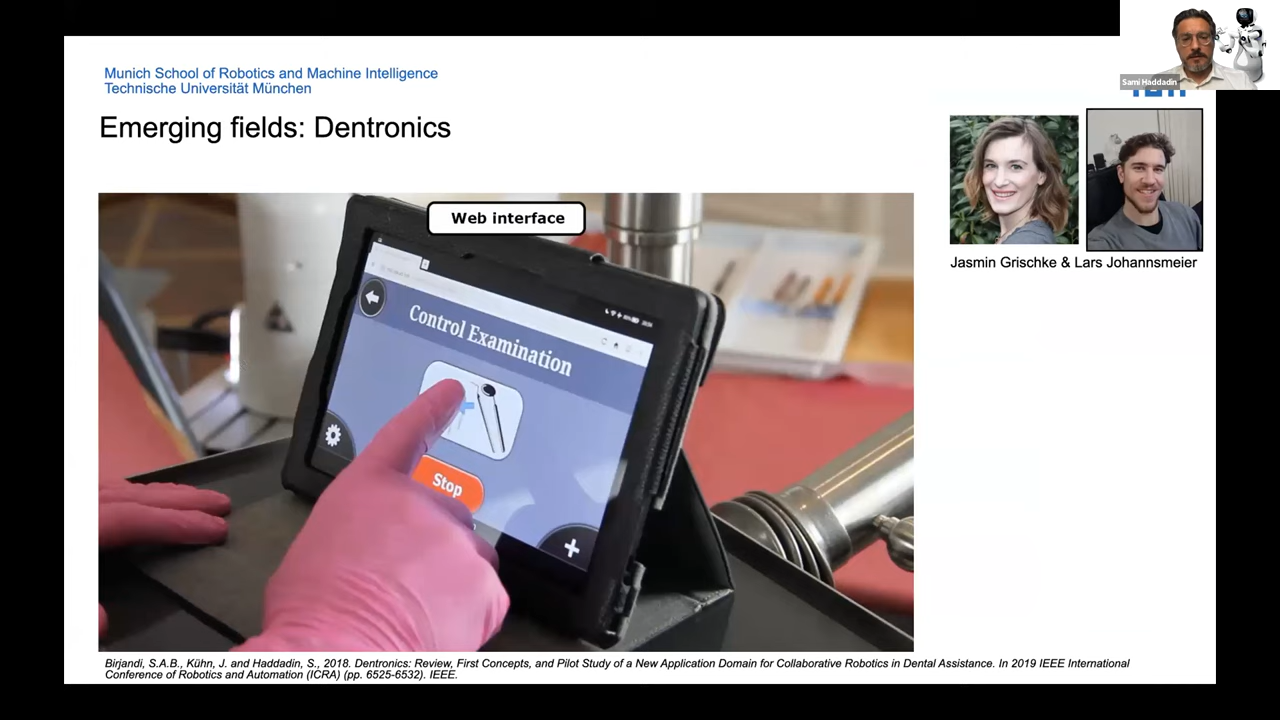 Sami Haddadin
Munich School of Robotics and Machine Intelligence
Technische Universität München
Emerging fields: Dentronics
Web interface
Control Examination
Stop
Jasmin Grischke & Lars Johannsmeier
Birjandi, S.A.B., Kühn, J. and Haddadin, S., 2018. Dentronics: Review, First Concepts, and Pilot Study of a New Application Domain for Collaborative Robotics in Dental Assistance. In 2019 IEEE International
Conference of Robotics and Automation (ICRA) (pp. 6525-6532). IEEE.